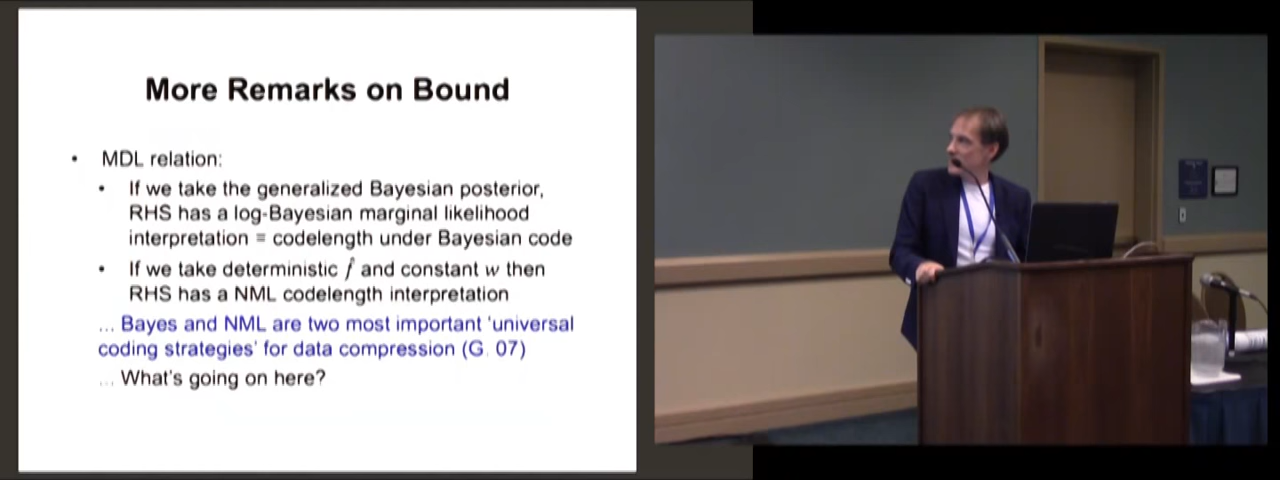 More Remarks on Bound
• MDL relation:
• If we take the generalized Bayesian posterior,
RHS has a log-Bayesian marginal likelihood
interpretation = codelength under Bayesian code
• If we take deterministic f̂ and constant w then
RHS has a NML codelength interpretation
... Bayes and NML are two most important 'universal
coding strategies' for data compression (G. 07)
... What's going on here?